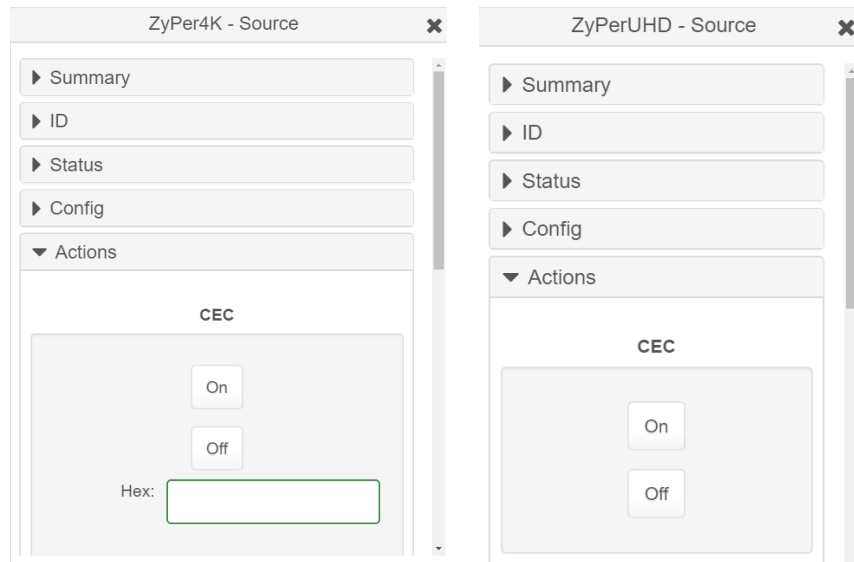 ZyPer4K - Source
Summary
ID
Status
Config
Actions
CEC
On
Off
Hex:
ZyPerUHD - Source
Summary
ID
Status
Config
Actions
CEC
On
Off